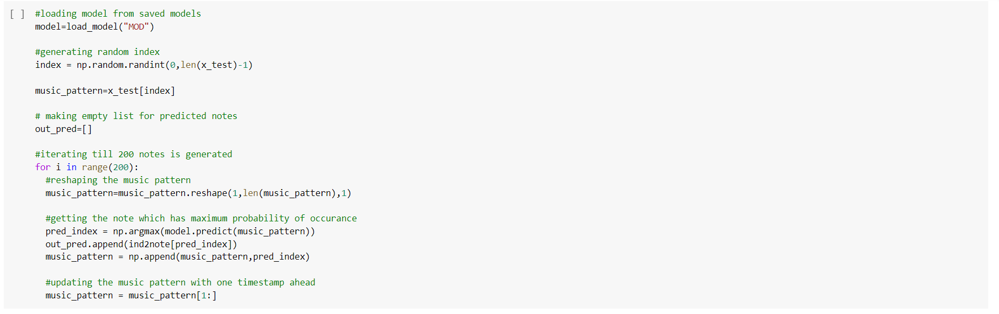 [ ] #loading model from saved models
model=load_model("MOD")
#generating random index
index = np.random.randint(0,len(x_test)-1)
music_pattern=x_test[index]
# making empty list for predicted notes
out_pred=[]
#iterating till 200 notes is generated
for i in range(200):
#reshaping the music pattern
music_pattern=music_pattern.reshape(1,len(music_pattern),1)
#getting the note which has maximum probability of occurance
pred_index = np.argmax(model.predict(music_pattern))
out_pred.append(ind2note[pred_index])
music_pattern = np.append(music_pattern,pred_index)
#updating the music pattern with one timestamp ahead
music_pattern = music_pattern[1:]